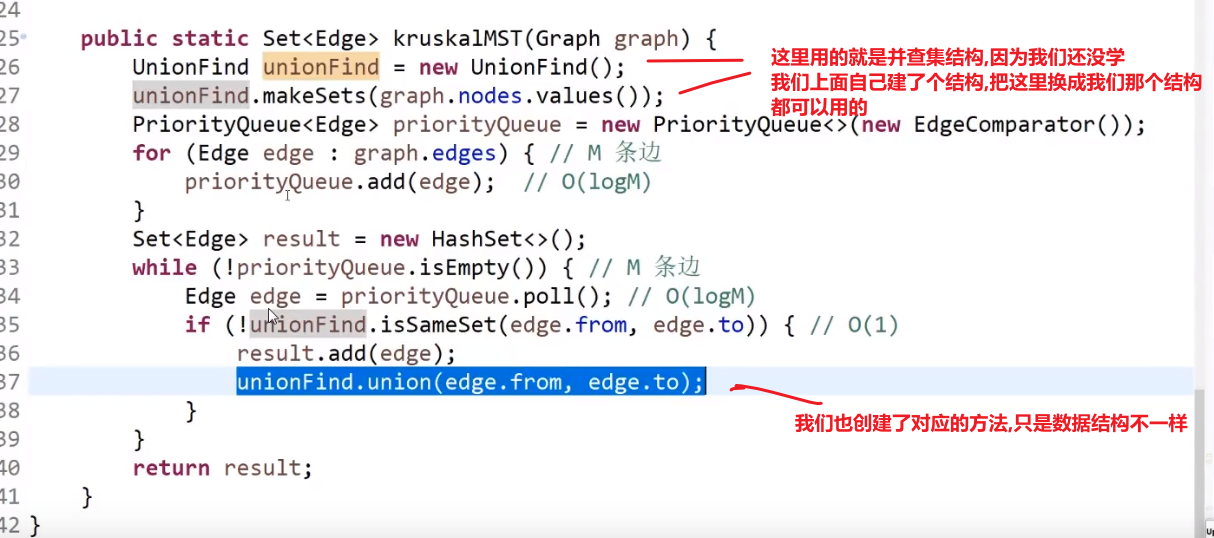 24
25 public static Set<Edge> kruskalMST(Graph graph) {
这里用的就是并查集结构,因为我们还没学
26 UnionFind unionFind = new UnionFind();
我们上面自己建了个结构,把这里换成我们那个结构
27 unionFind.makeSets(graph.nodes.values());
都可以用的
28 PriorityQueue<Edge> priorityQueue = new PriorityQueue<>(new EdgeComparator());
29 for (Edge edge : graph.edges) { // M 条边
30 priorityQueue.add(edge); // O(logM)
31 }
32 Set<Edge> result = new HashSet<>();
33 while (!priorityQueue.isEmpty()) { // M 条边
34 Edge edge = priorityQueue.poll(); // O(logM)
35 if (!unionFind.isSameSet(edge.from, edge.to)) { // O(1)
36 result.add(edge);
37 unionFind.union(edge.from, edge.to);
38 }
我们也创建了对应的方法,只是数据结构不一样
39 }
40 return result;
41 }
42 }